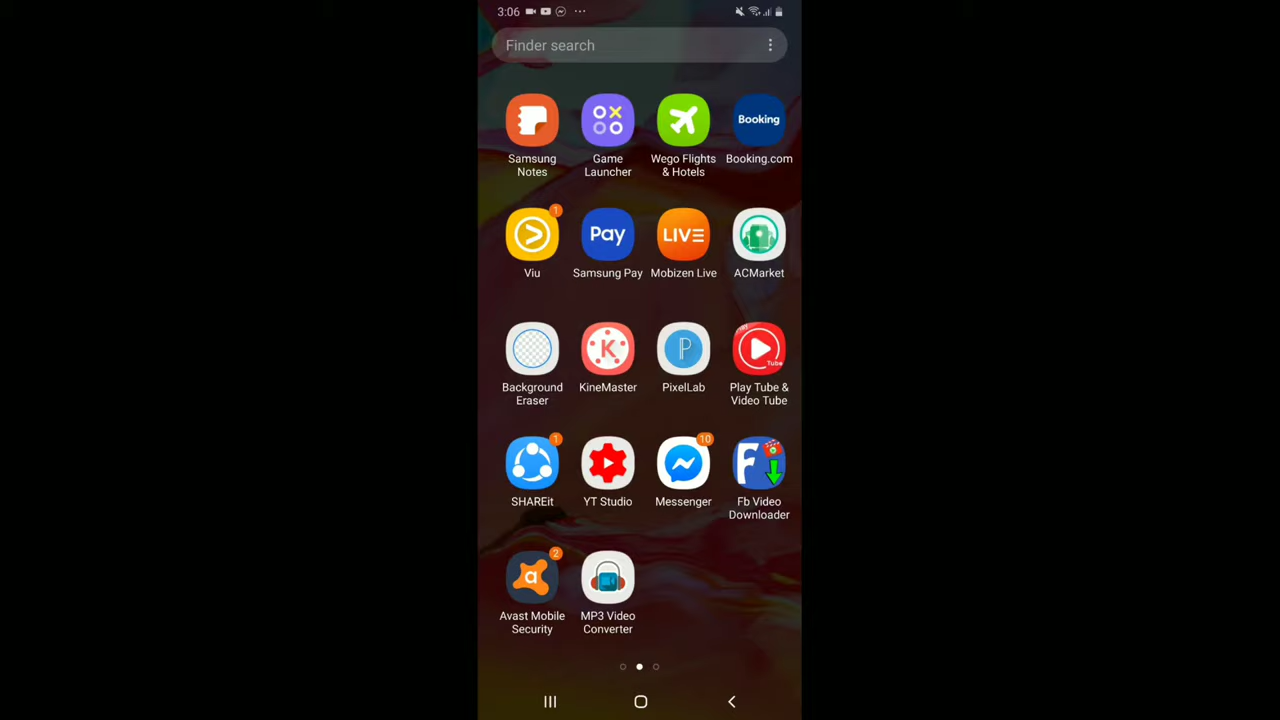 3:06
Finder search
Samsung Notes
Game Launcher
Wego Flights & Hotels
Booking
Booking.com
1
Viu
Pay
Samsung Pay
LIVE
Mobizen Live
ACMarket
Background Eraser
K
KineMaster
P
PixelLab
Tube
Play Tube & Video Tube
1
SHAREit
YT Studio
10
Messenger
F
Fb Video Downloader
2
a
Avast Mobile Security
MP3 Video Converter